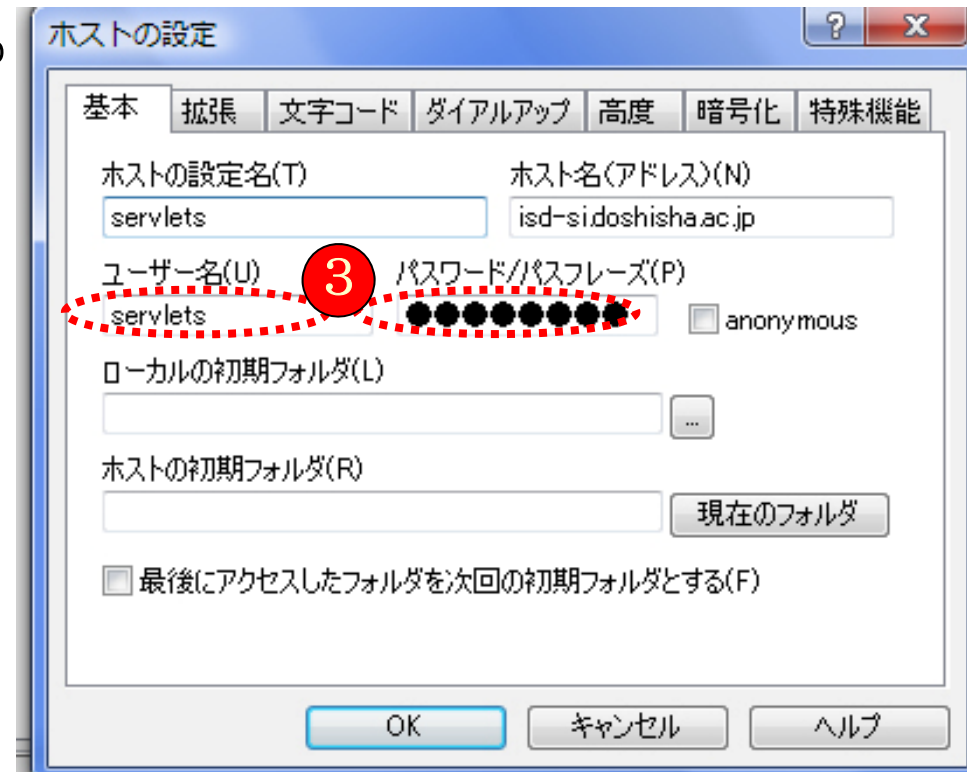 ホストの設定
基本 拡張 文字コード ダイアルアップ 高度 暗号化 特殊機能
ホストの設定名(T) ホスト名(アドレス)(N)
servlets isd-si.doshisha.ac.jp
ユーザー名(U) 3 パスワード/パスフレーズ(P)
servlets ●●●●●●●● anonymous
ローカルの初期フォルダ(L)
...
ホストの初期フォルダ(R)
現在のフォルダ
最後にアクセスしたフォルダを次回の初期フォルダとする(F)
OK キャンセル ヘルプ